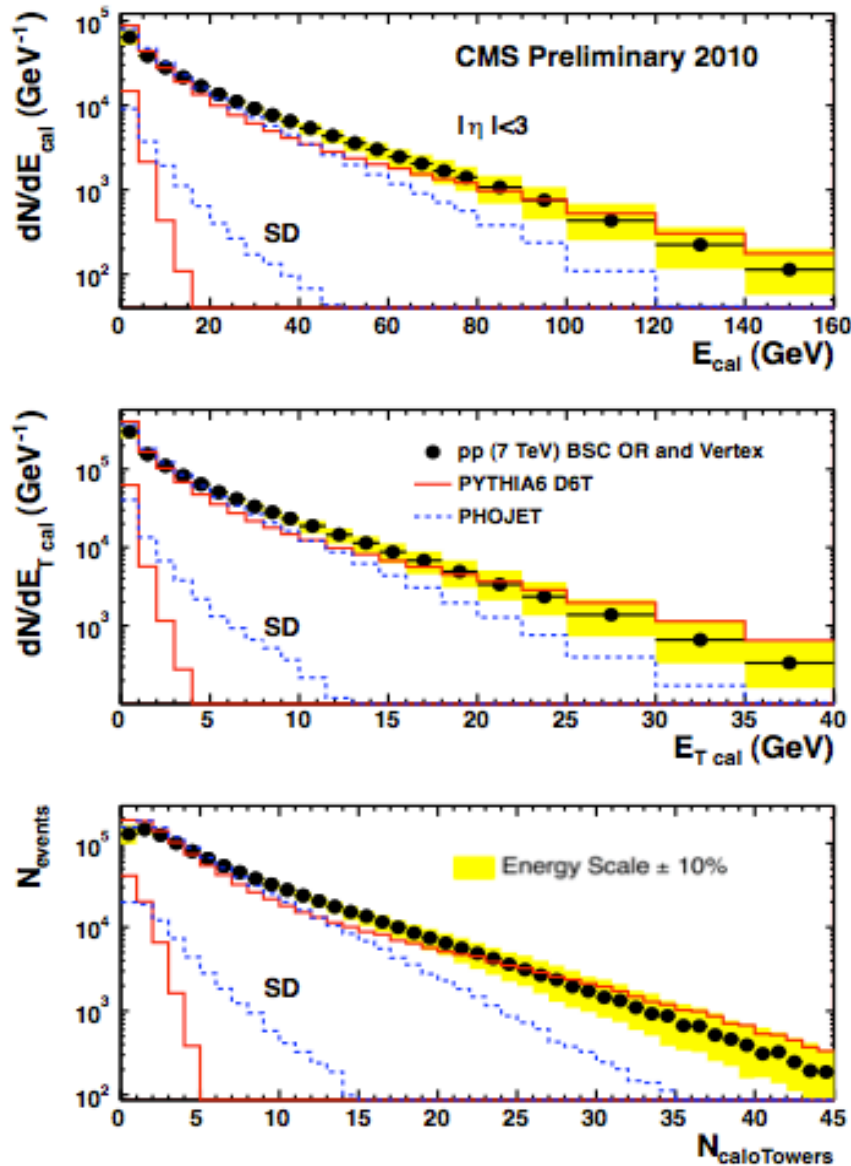 CMS Preliminary 2010
| η |<3
SD
dN/dE_cal (GeV⁻¹)
10⁵
10⁴
10³
10²
0 20 40 60 80 100 120 140 160
E_cal (GeV)
pp (7 TeV) BSC OR and Vertex
PYTHIA6 D6T
PHOJET
SD
dN/dE_T cal (GeV⁻¹)
10⁵
10⁴
10³
0 5 10 15 20 25 30 35 40
E_T cal (GeV)
Energy Scale ± 10%
SD
N_events
10⁵
10⁴
10³
10²
0 5 10 15 20 25 30 35 40 45
N_caloTowers